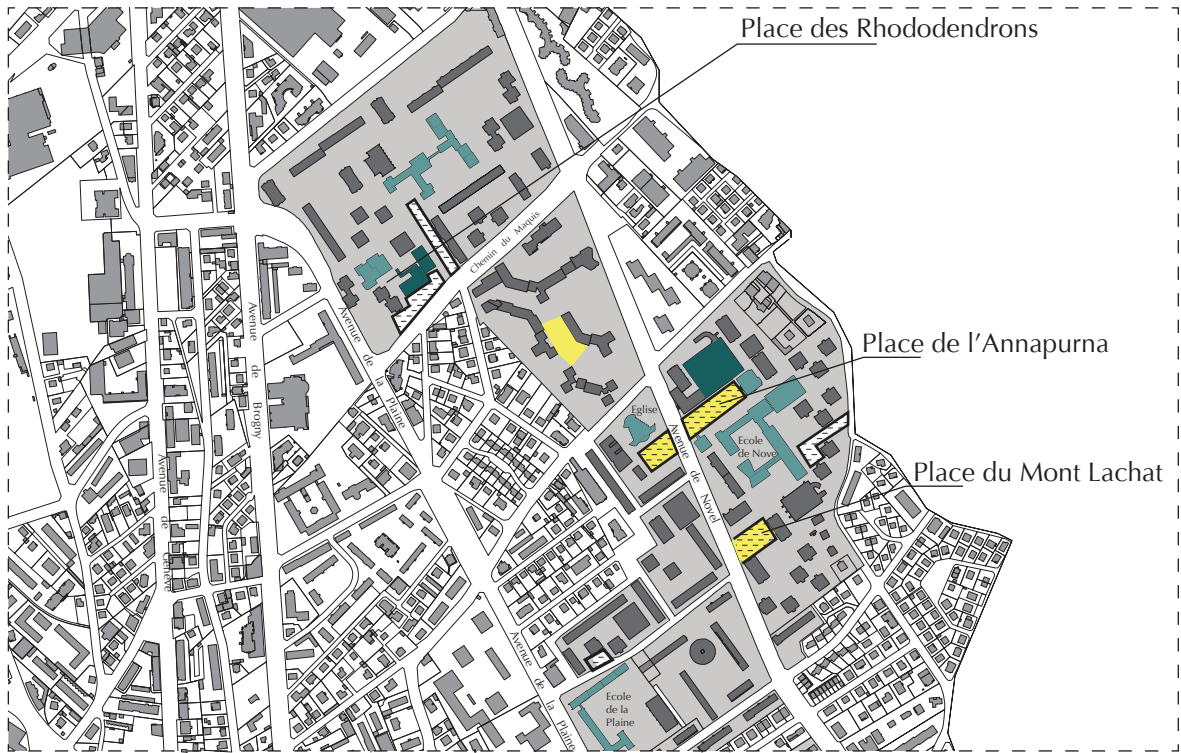 Place des Rhododendrons
Chemin du Maquis
Place de l'Annapurna
Avenue de la Plaine
Avenue de Brogny
Eglise
Avenue de Novel
Ecole
de Nove
Place du Mont Lachat
Avenue de Genève
Avenue de la Plaine
Ecole
de la
Plaine